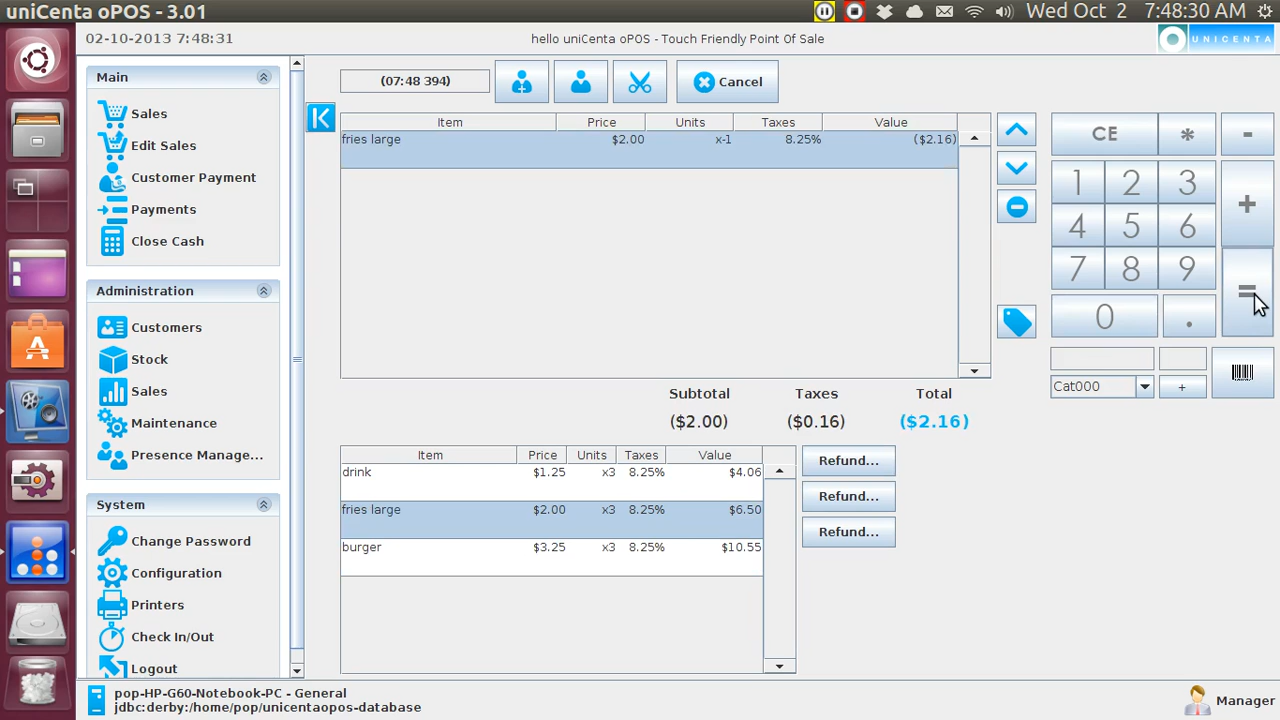 uniCenta oPOS - 3.01
Wed Oct 2 7:48:30 AM
02-10-2013 7:48:31
hello uniCenta oPOS - Touch Friendly Point Of Sale
UNICENTA
Main
Sales
Edit Sales
Customer Payment
Payments
Close Cash
Administration
Customers
Stock
Sales
Maintenance
Presence Manage...
System
Change Password
Configuration
Printers
Check In/Out
Logout
(07:48 394)
Cancel
Item Price Units Taxes Value
fries large $2.00 x-1 8.25% ($2.16)
CE * -
1 2 3 +
4 5 6
7 8 9 =
0 .
Cat000 +
Subtotal Taxes Total
($2.00) ($0.16) ($2.16)
Item Price Units Taxes Value
drink $1.25 x3 8.25% $4.06
fries large $2.00 x3 8.25% $6.50
burger $3.25 x3 8.25% $10.55
Refund...
Refund...
Refund...
pop-HP-G60-Notebook-PC - General
jdbc:derby:/home/pop/unicentaopos-database
Manager